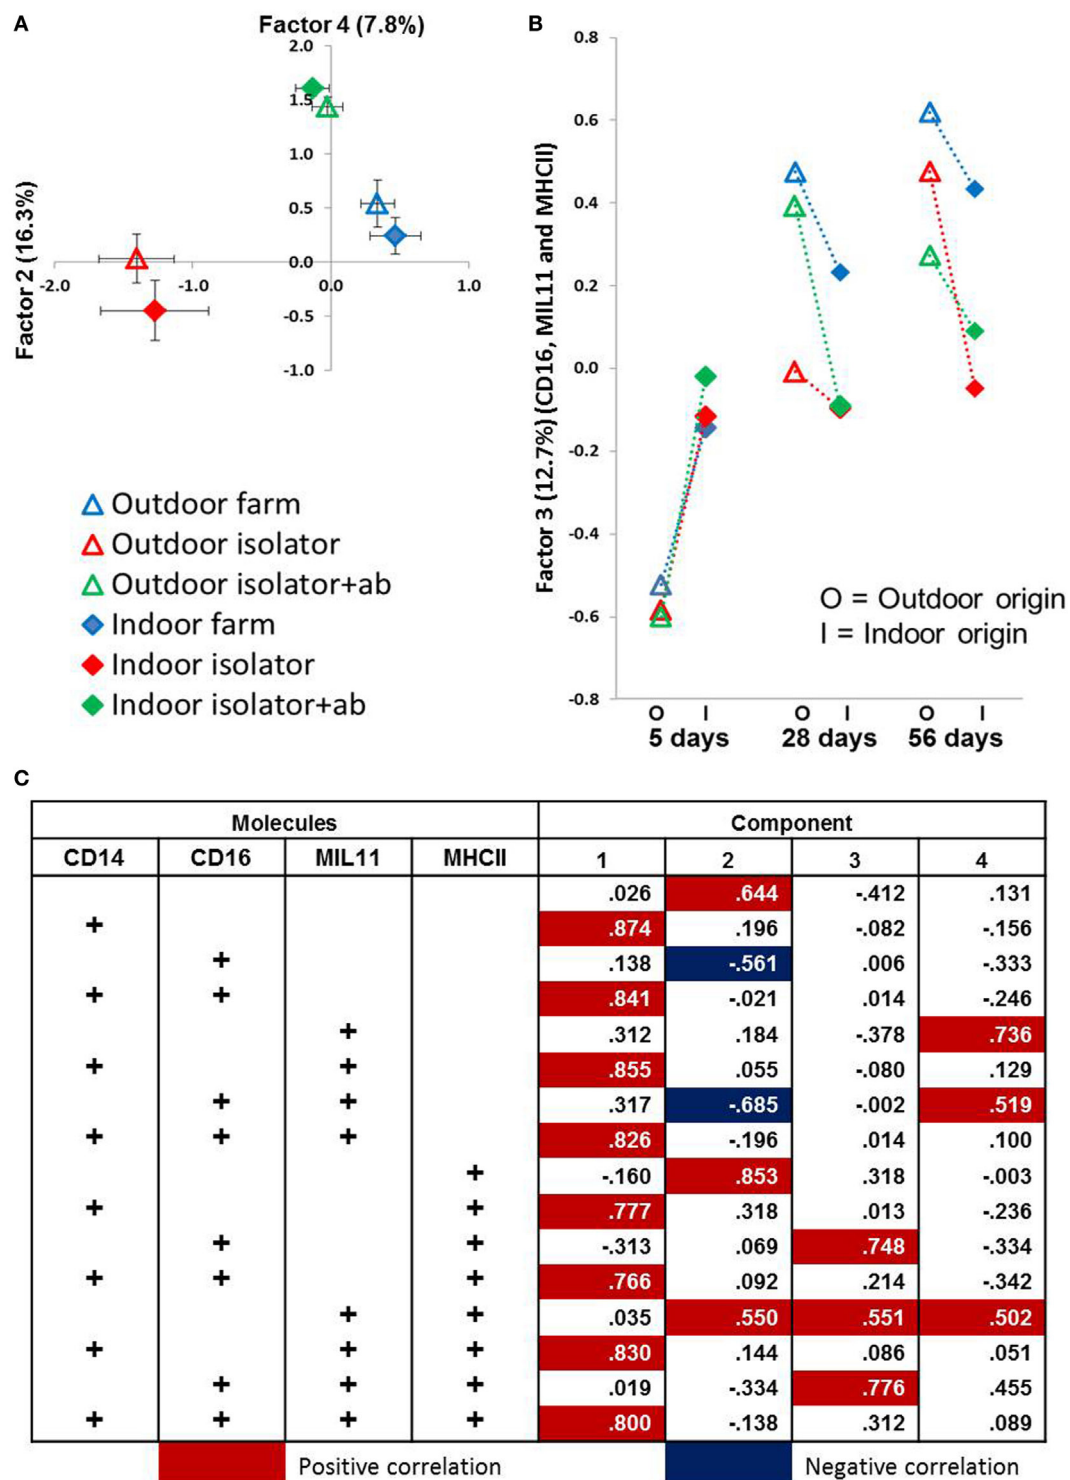 A
Factor 4 (7.8%)
2.0
1.5
1.0
0.5
0.0
-2.0
-1.0
0.0
1.0
-0.5
-1.0
Factor 2 (16.3%)
Outdoor farm
Outdoor isolator
Outdoor isolator+ab
Indoor farm
Indoor isolator
Indoor isolator+ab
B
0.8
0.6
0.4
0.2
0.0
-0.2
-0.4
-0.6
-0.8
Factor 3 (12.7%) (CD16, MIL11 and MHCII)
O = Outdoor origin
I = Indoor origin
O I O I O I
5 days 28 days 56 days
C
Molecules Component
CD14 CD16 MIL11 MHCII 1 2 3 4
.026 .644 -.412 .131
+ .874 .196 -.082 -.156
+ .138 -.561 .006 -.333
+ + .841 -.021 .014 -.246
+ .312 .184 -.378 .736
+ + .855 .055 -.080 .129
+ + .317 -.685 -.002 .519
+ + + .826 -.196 .014 .100
+ -.160 .853 .318 -.003
+ + .777 .318 .013 -.236
+ + -.313 .069 .748 -.334
+ + + .766 .092 .214 -.342
+ + .035 .550 .551 .502
+ + + .830 .144 .086 .051
+ + + .019 -.334 .776 .455
+ + + + .800 -.138 .312 .089
Positive correlation Negative correlation